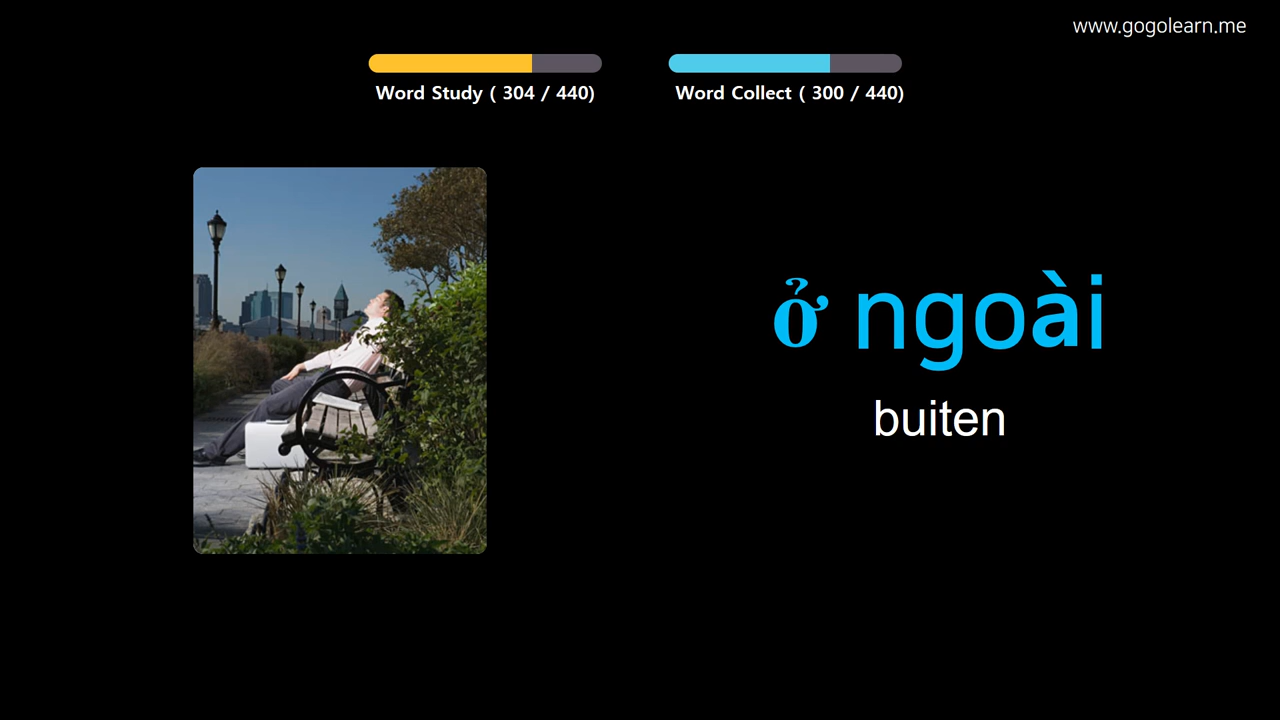 www.gogolearn.me
Word Study ( 304 / 440)
Word Collect ( 300 / 440)
ở ngoài
buiten